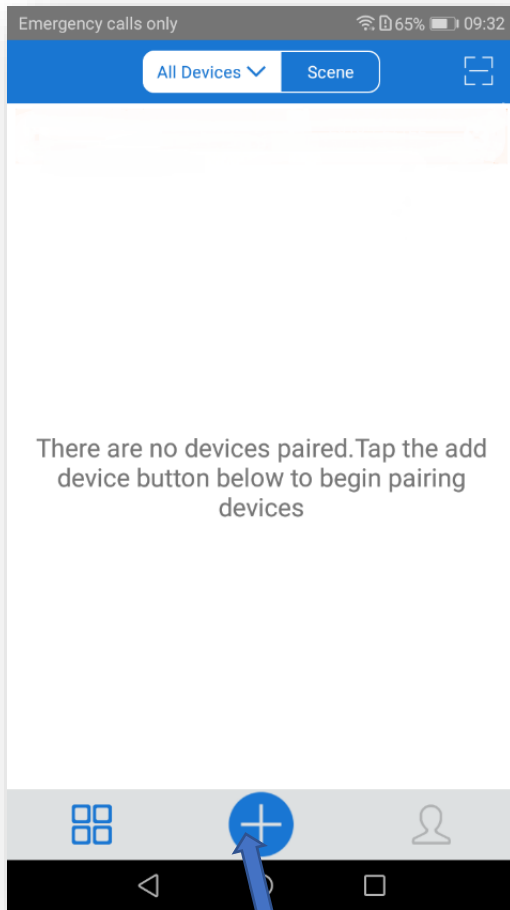 Emergency calls only 65% 09:32
All Devices Scene
There are no devices paired.Tap the add
device button below to begin pairing
devices